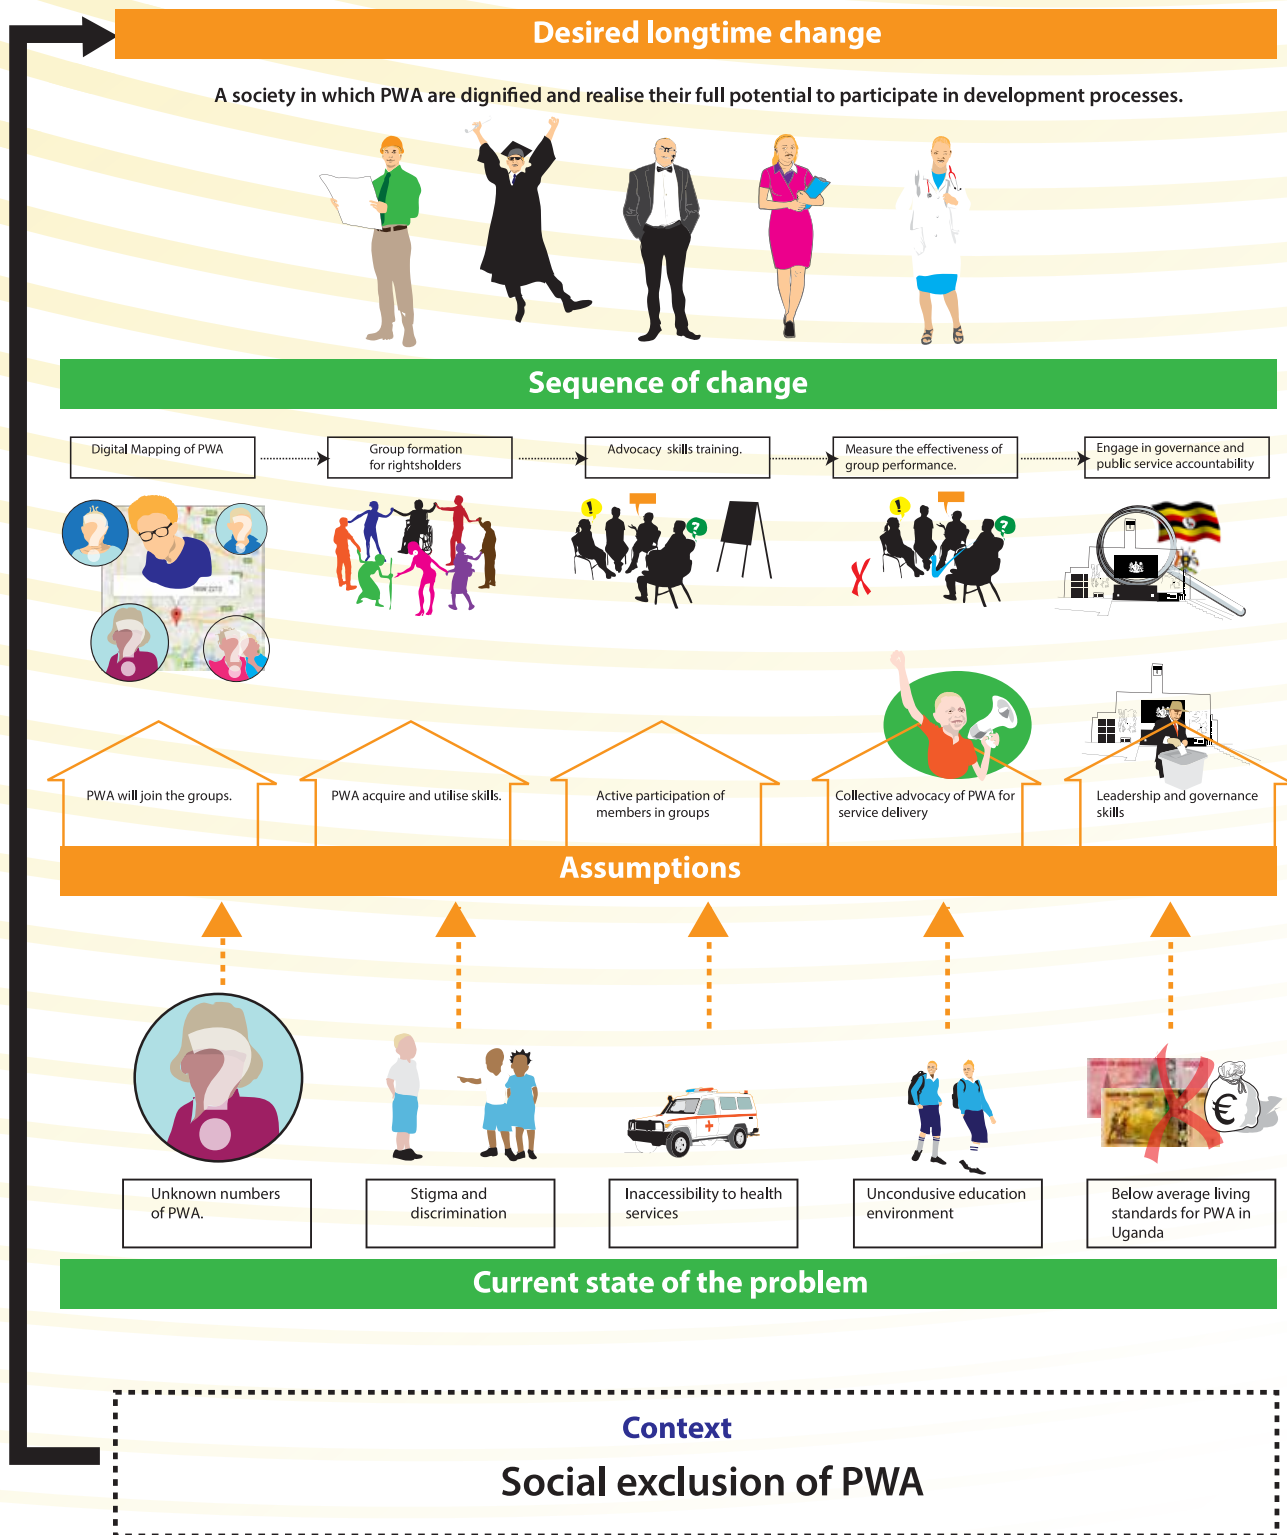 Desired longtime change
A society in which PWA are dignified and realise their full potential to participate in development processes.
Sequence of change
Digital Mapping of PWA
Group formation
for rightsholders
Advocacy skills training.
Measure the effectiveness of
group performance.
Engage in governance and
public service accountability
!
?
!
?
PWA will join the groups.
PWA acquire and utilise skills.
Active participation of
members in groups
Collective advocacy of PWA for
service delivery
Leadership and governance
skills
Assumptions
?
€
Unknown numbers
of PWA.
Stigma and
discrimination
Inaccessibility to health
services
Uncondusive education
environment
Below average living
standards for PWA in
Uganda
Current state of the problem
Context
Social exclusion of PWA